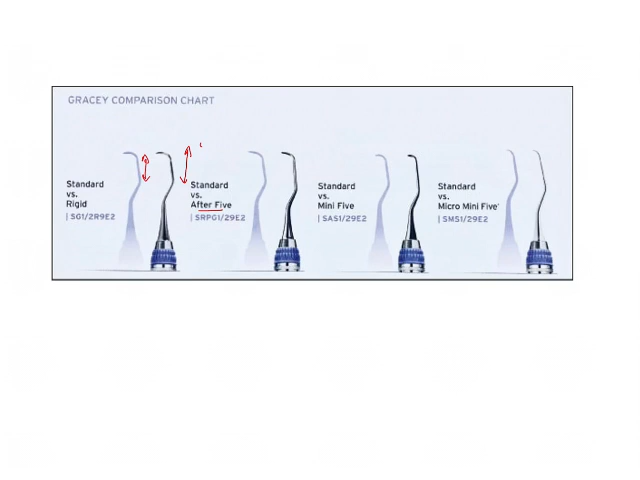 GRACEY COMPARISON CHART
Standard
vs.
Rigid
| SG1/2R9E2
Standard
vs.
After Five
| SRPG1/29E2
Standard
vs.
Mini Five
| SAS1/29E2
Standard
vs.
Micro Mini Five'
| SMS1/29E2